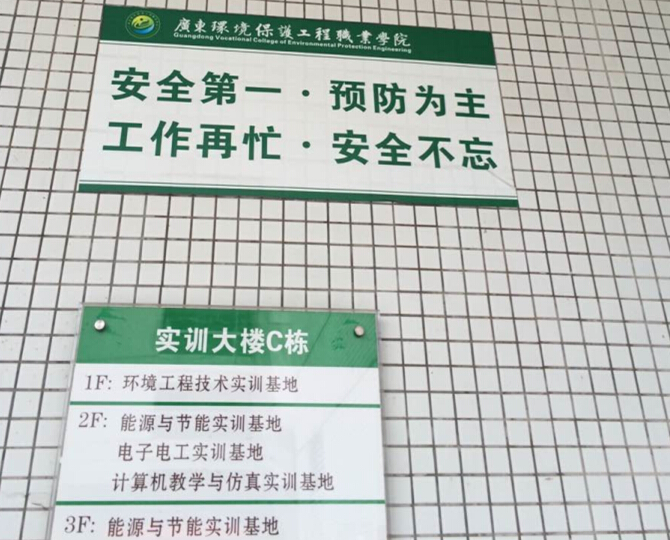 廣東環境保護工程職業學院
Guangdong Vocational College of Environmental Protection Engineering
安全第一·预防为主
工作再忙·安全不忘
实训大楼C栋
1F: 环境工程技术实训基地
2F: 能源与节能实训基地
电子电工实训基地
计算机教学与仿真实训基地
3F: 能源与节能实训基地